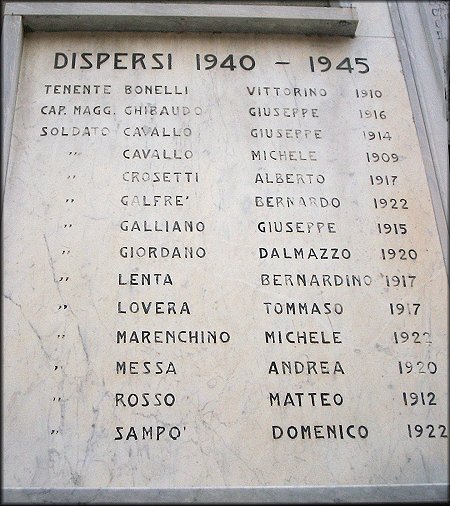 DISPERSI 1940 - 1945
TENENTE BONELLI VITTORINO 1910
CAP. MAGG. GHIBAUDO GIUSEPPE 1916
SOLDATO CAVALLO GIUSEPPE 1914
" CAVALLO MICHELE 1909
" CROSETTI ALBERTO 1917
" GALFRE' BERNARDO 1922
" GALLIANO GIUSEPPE 1915
" GIORDANO DALMAZZO 1920
" LENTA BERNARDINO 1917
" LOVERA TOMMASO 1917
" MARENCHINO MICHELE 1922
" MESSA ANDREA 1920
" ROSSO MATTEO 1912
" SAMPO' DOMENICO 1922